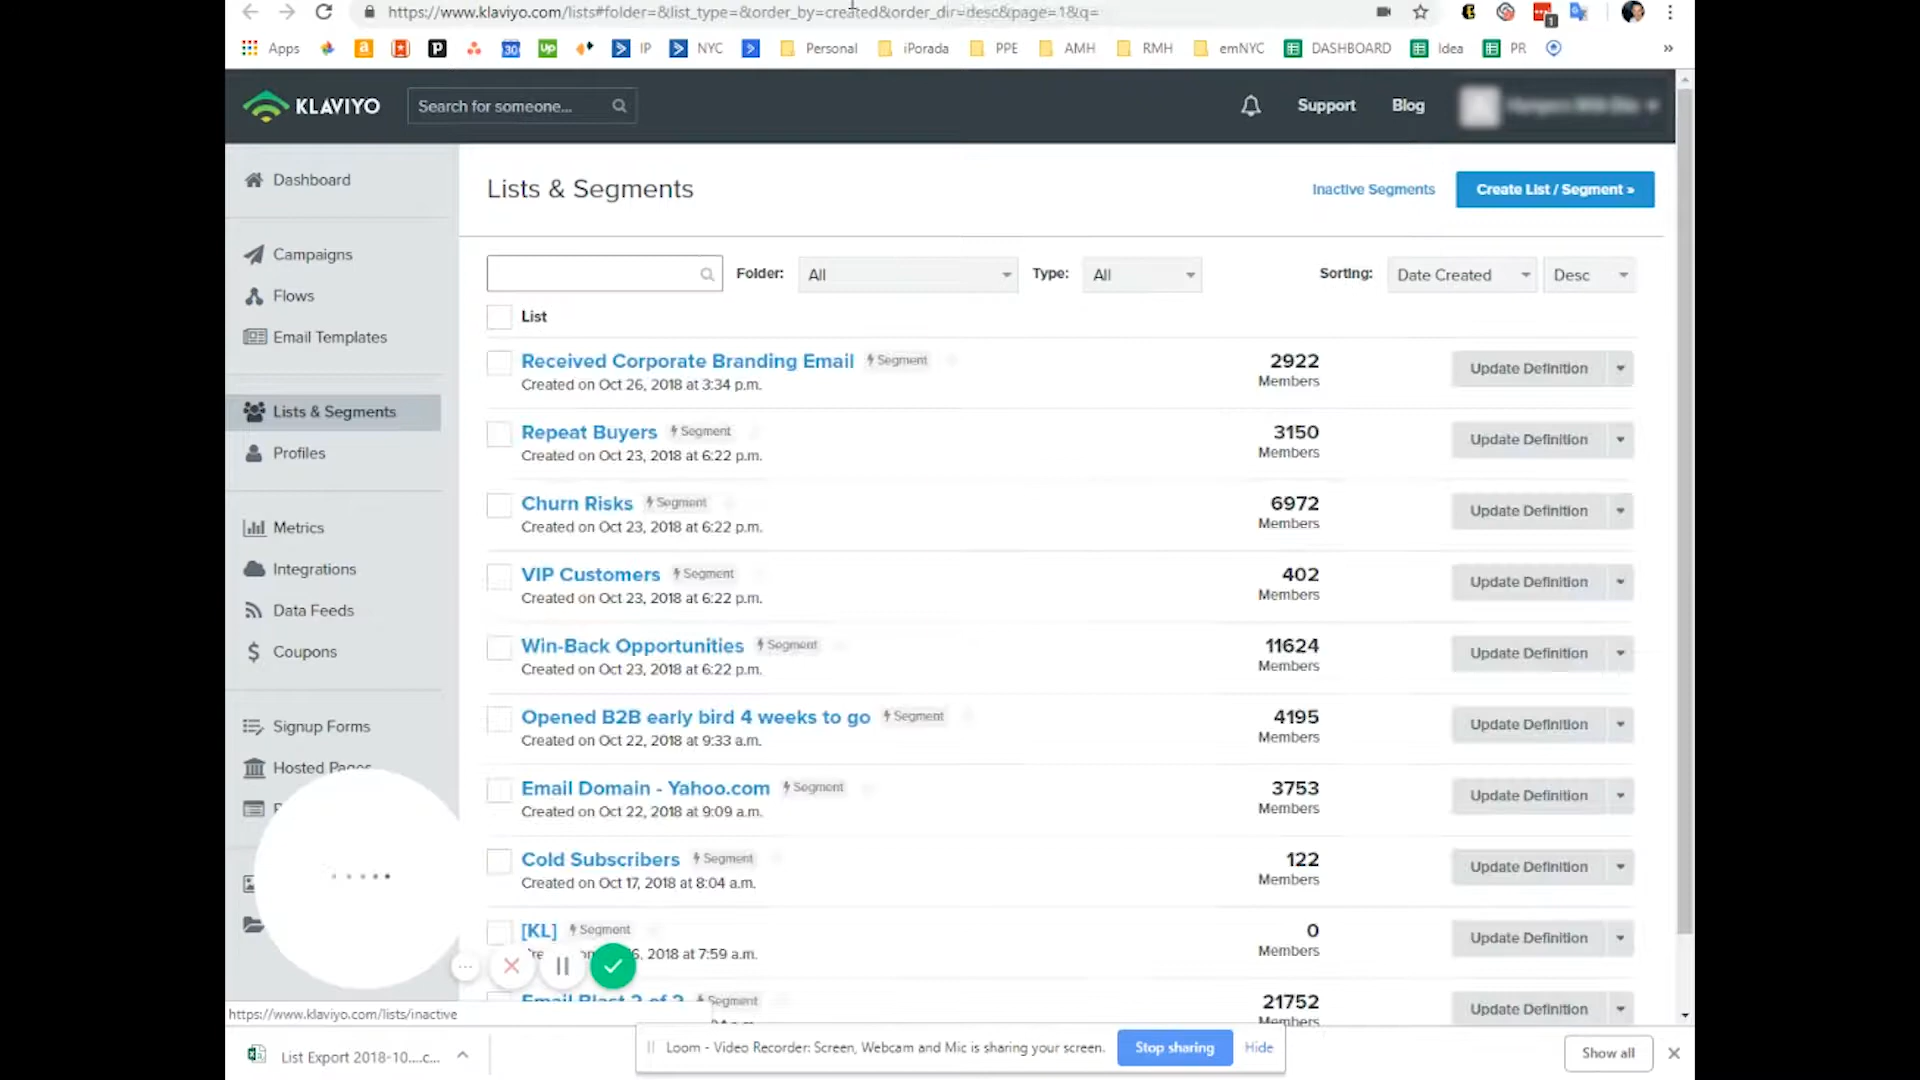 https://www.klaviyo.com/lists#folder=&list_type=&order_by=created&order_dir=desc&page=1&q=
Apps
30
up
IP
NYC
Personal
iPorada
PPE
AMH
RMH
emNYC
DASHBOARD
Idea
PR
»
KLAVIYO
Search for someone...
Support
Blog
Dashboard
Campaigns
Flows
Email Templates
Lists & Segments
Profiles
Metrics
Integrations
Data Feeds
Coupons
Signup Forms
Hosted Pages
Lists & Segments
Inactive Segments
Create List / Segment »
Folder:
All
Type:
All
Sorting:
Date Created
Desc
List
Received Corporate Branding Email Segment
Created on Oct 26, 2018 at 3:34 p.m.
2922
Members
Update Definition
Repeat Buyers Segment
Created on Oct 23, 2018 at 6:22 p.m.
3150
Members
Update Definition
Churn Risks Segment
Created on Oct 23, 2018 at 6:22 p.m.
6972
Members
Update Definition
VIP Customers Segment
Created on Oct 23, 2018 at 6:22 p.m.
402
Members
Update Definition
Win-Back Opportunities Segment
Created on Oct 23, 2018 at 6:22 p.m.
11624
Members
Update Definition
Opened B2B early bird 4 weeks to go Segment
Created on Oct 22, 2018 at 9:33 a.m.
4195
Members
Update Definition
Email Domain - Yahoo.com Segment
Created on Oct 22, 2018 at 9:09 a.m.
3753
Members
Update Definition
Cold Subscribers Segment
Created on Oct 17, 2018 at 8:04 a.m.
122
Members
Update Definition
[KL] Segment
6, 2018 at 7:59 a.m.
0
Members
Update Definition
Email Blast 2 of 2 Segment
21752
Members
Update Definition
https://www.klaviyo.com/lists/inactive
List Export 2018-10....c...
Loom - Video Recorder: Screen, Webcam and Mic is sharing your screen.
Stop sharing
Hide
Show all